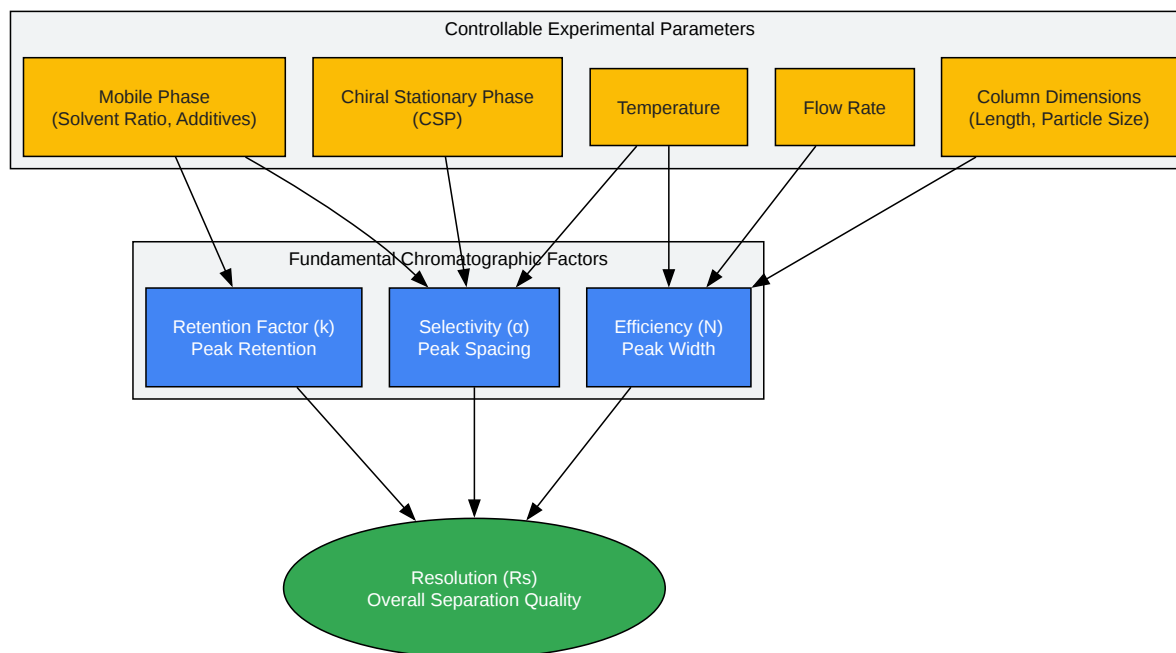 Controllable Experimental Parameters
Mobile Phase
(Solvent Ratio, Additives)
Chiral Stationary Phase
(CSP)
Temperature
Flow Rate
Column Dimensions
(Length, Particle Size)
Fundamental Chromatographic Factors
Retention Factor (k)
Peak Retention
Selectivity (α)
Peak Spacing
Efficiency (N)
Peak Width
Resolution (Rs)
Overall Separation Quality